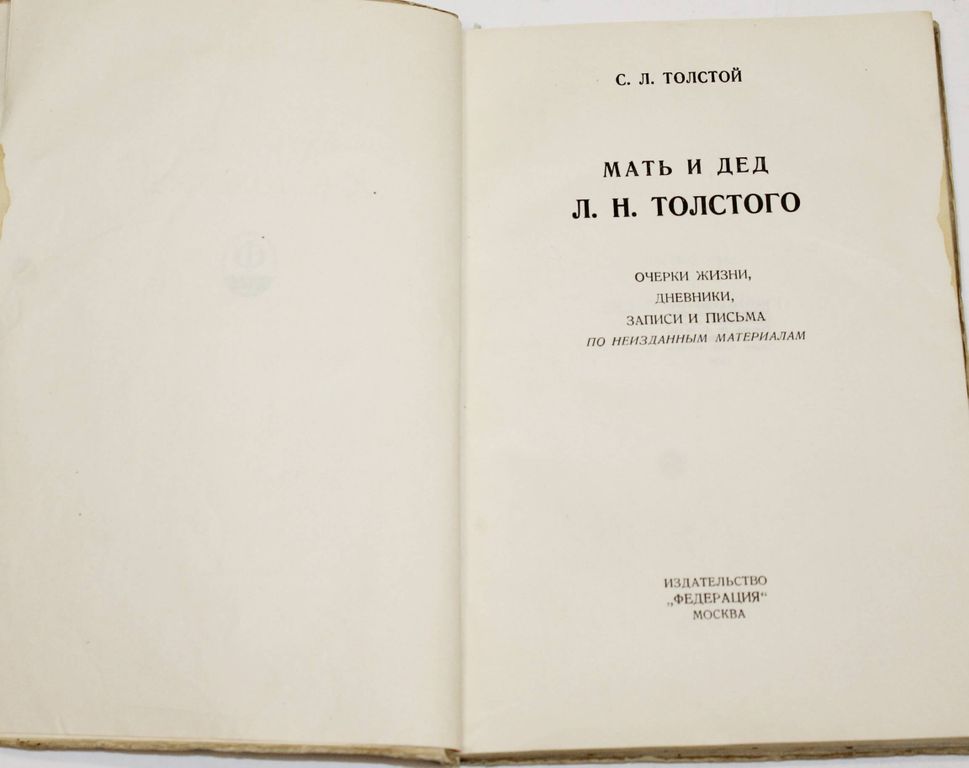 С. Л. ТОЛСТОЙ
МАТЬ И ДЕД
Л. Н. ТОЛСТОГО
ОЧЕРКИ ЖИЗНИ,
ДНЕВНИКИ,
ЗАПИСИ И ПИСЬМА
ПО НЕИЗДАННЫМ МАТЕРИАЛАМ
ИЗДАТЕЛЬСТВО
„ФЕДЕРАЦИЯ“
МОСКВА